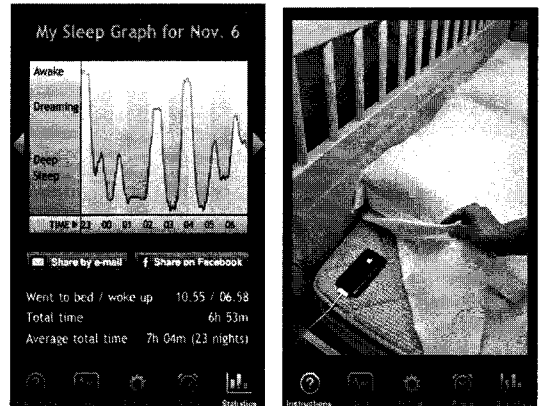 My Sleep Graph for Nov. 6
Awake
Dreaming
Deep
Sleep
TIME 23 00 01 02 03 04 05 06
Share by e-mail f Share on Facebook
Went to bed / woke up 10.55 / 06.58
Total time 6h 53m
Average total time 7h 04m (23 nights)
Statistics
Instructions